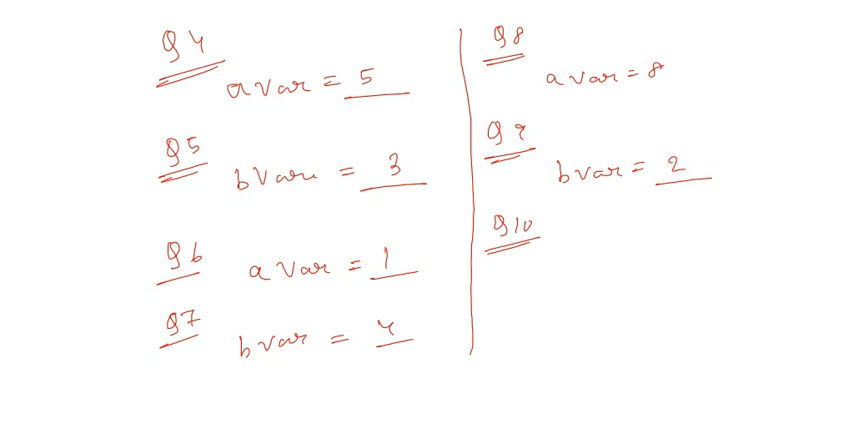 Q4
avar = 5
Q5
bvar = 3
Q6
avar = 1
Q7
bvar = 4
Q8
avar = 8
Q9
bvar = 2
Q10